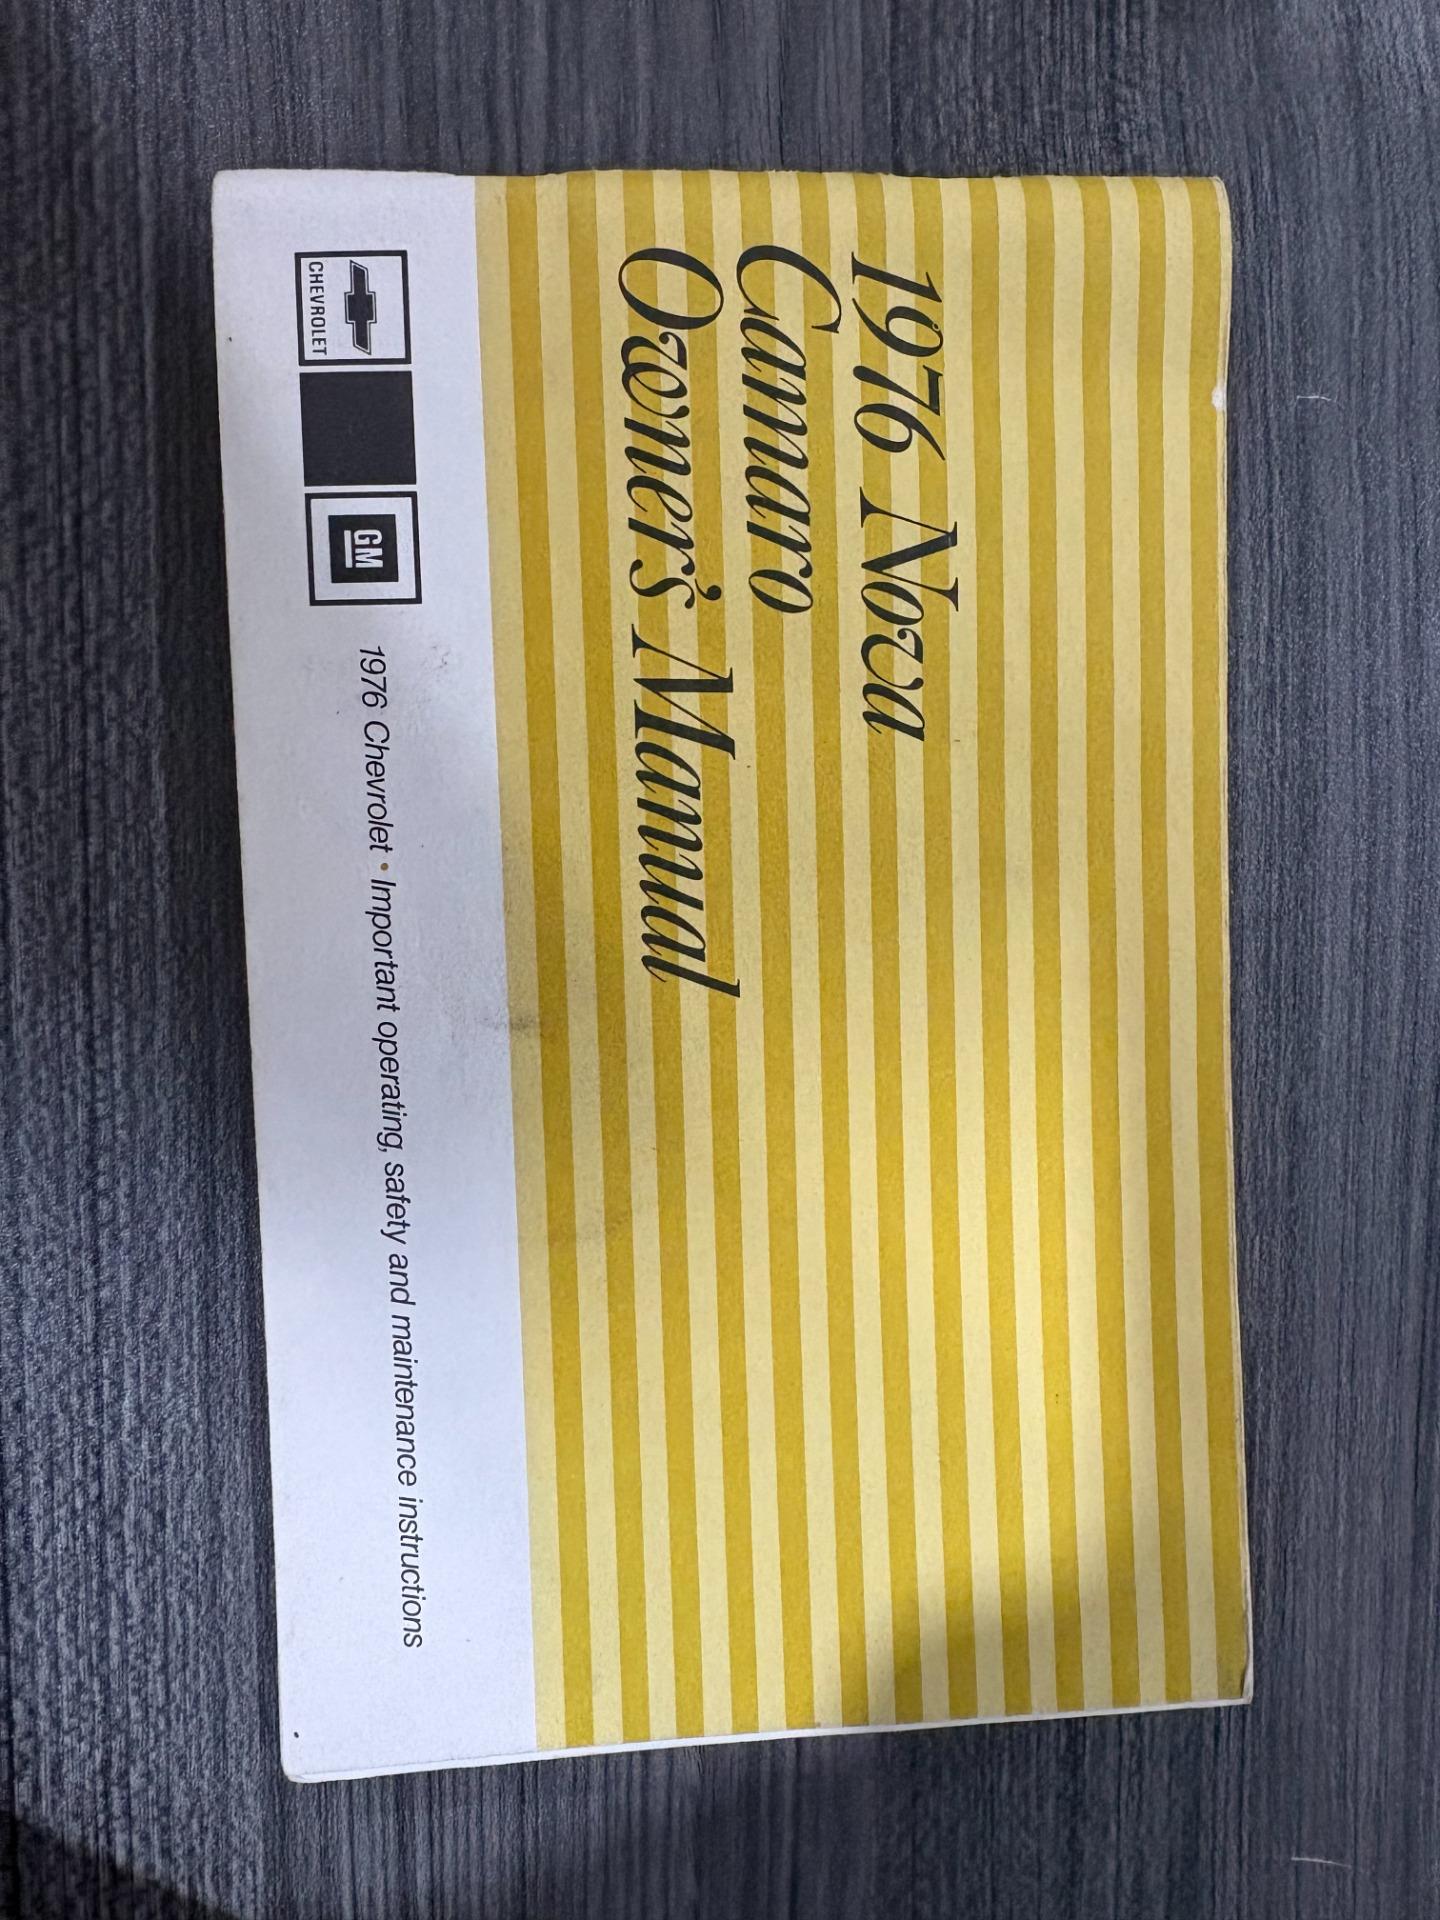 1976 Nova
Camaro
Owner's Manual
CHEVROLET
GM
1976 Chevrolet • Important operating, safety and maintenance instructions